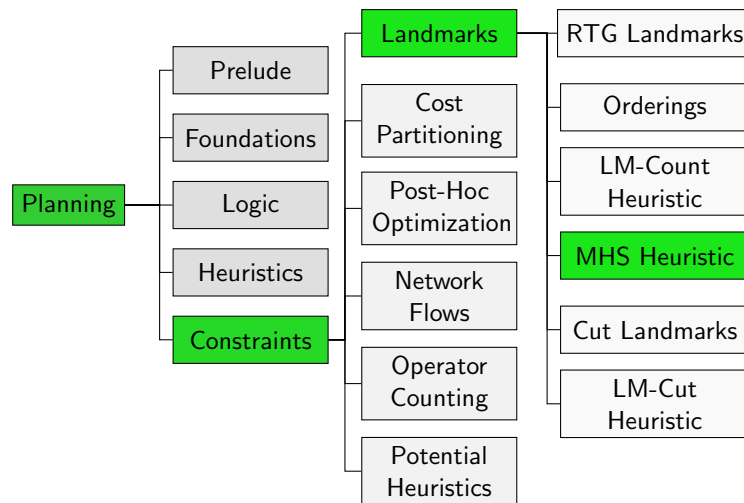 Planning
Prelude
Foundations
Logic
Heuristics
Constraints
Landmarks
Cost
Partitioning
Post-Hoc
Optimization
Network
Flows
Operator
Counting
Potential
Heuristics
RTG Landmarks
Orderings
LM-Count
Heuristic
MHS Heuristic
Cut Landmarks
LM-Cut
Heuristic